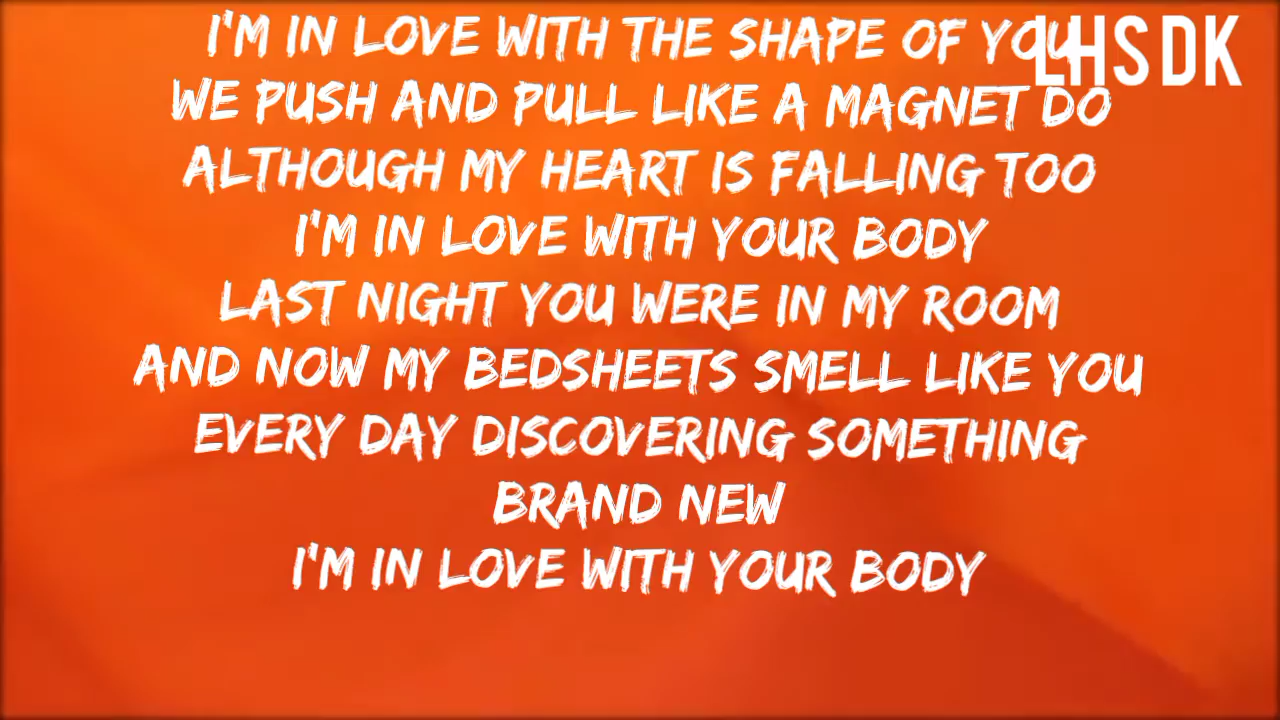 I'M IN LOVE WITH THE SHAPE OF YOU
LHSDK
WE PUSH AND PULL LIKE A MAGNET DO
ALTHOUGH MY HEART IS FALLING TOO
I'M IN LOVE WITH YOUR BODY
LAST NIGHT YOU WERE IN MY ROOM
AND NOW MY BEDSHEETS SMELL LIKE YOU
EVERY DAY DISCOVERING SOMETHING
BRAND NEW
I'M IN LOVE WITH YOUR BODY